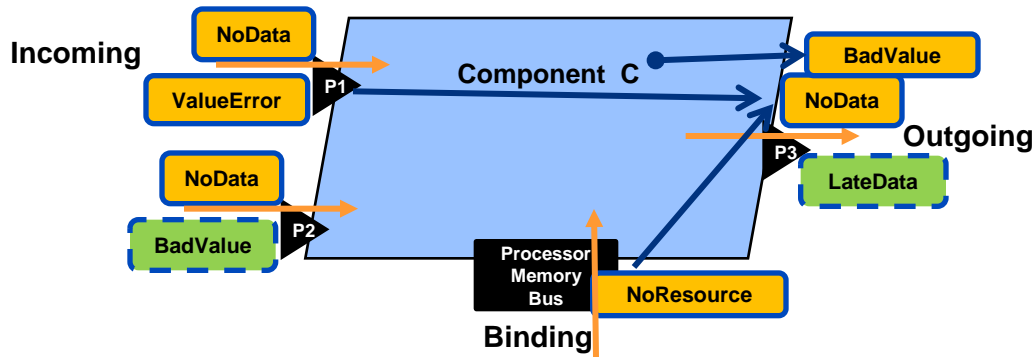 NoData
Incoming
BadValue
Component C
P1
ValueError
NoData
Outgoing
P3
NoData
LateData
P2
BadValue
Processor
Memory
Bus
NoResource
Binding